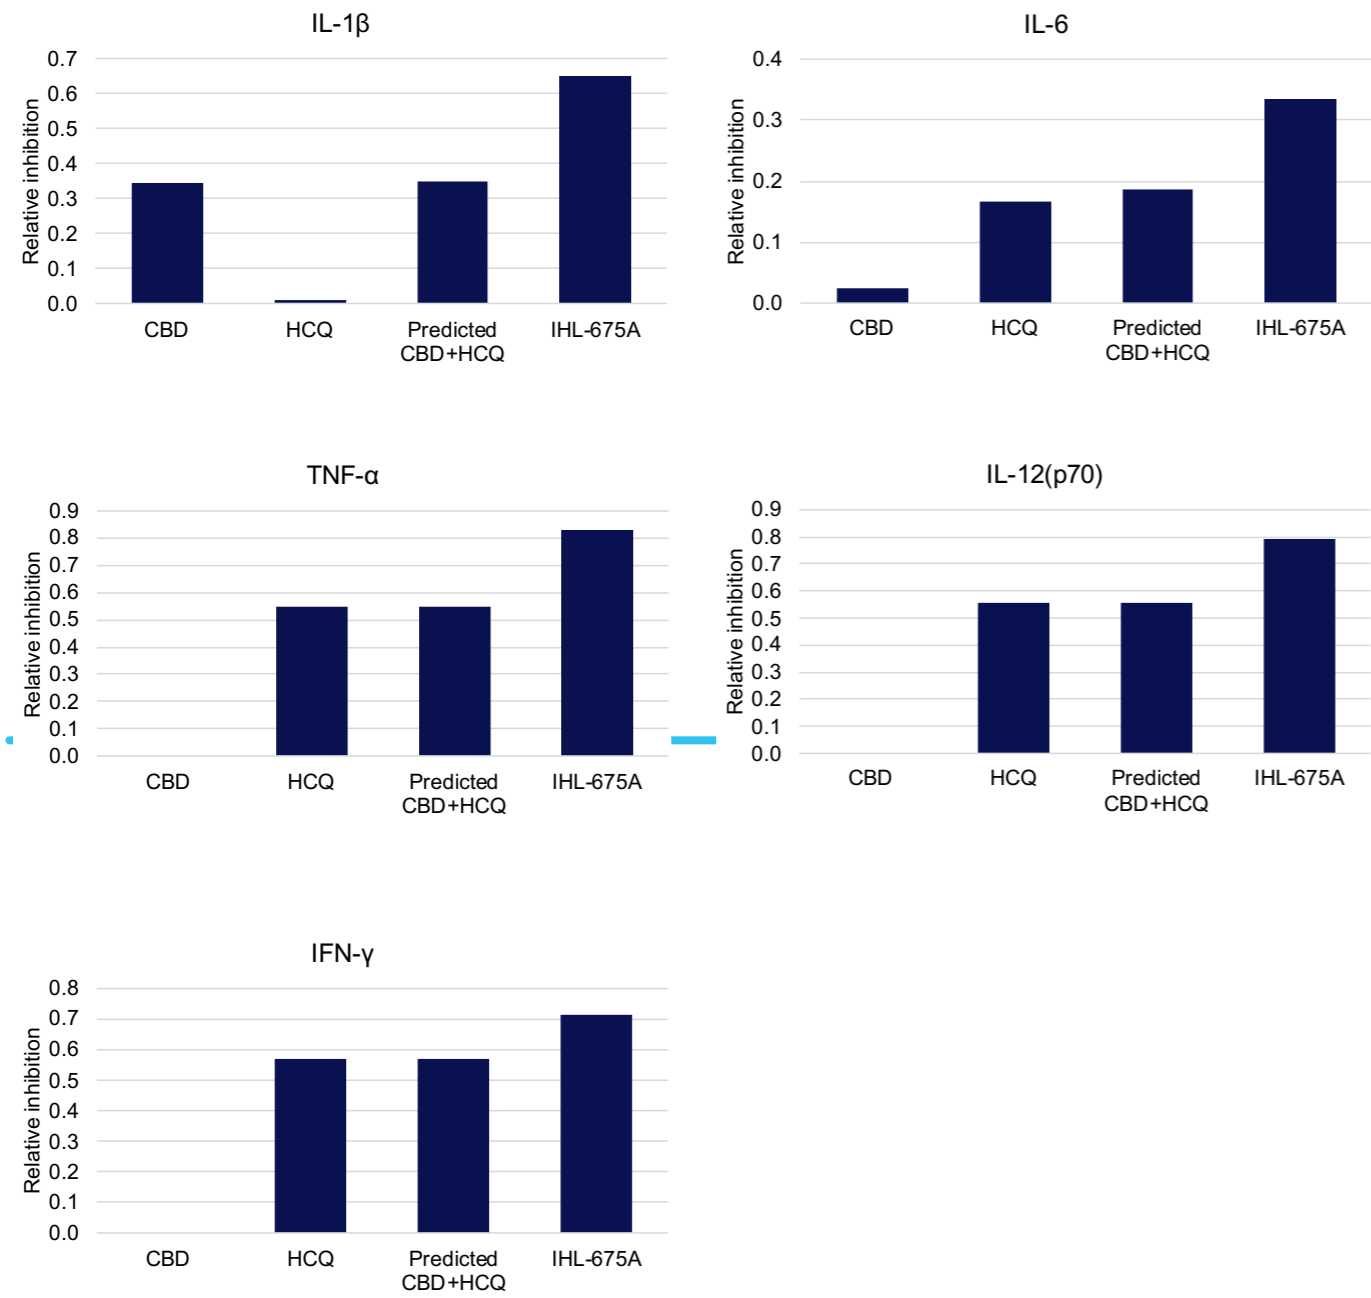 IL-1β
Relative inhibition
0.7
0.6
0.5
0.4
0.3
0.2
0.1
0.0
CBD
HCQ
Predicted
CBD+HCQ
IHL-675A
IL-6
Relative inhibition
0.4
0.3
0.2
0.1
0.0
CBD
HCQ
Predicted
CBD+HCQ
IHL-675A
TNF-α
Relative inhibition
0.9
0.8
0.7
0.6
0.5
0.4
0.3
0.2
0.1
0.0
CBD
HCQ
Predicted
CBD+HCQ
IHL-675A
IL-12(p70)
Relative inhibition
0.9
0.8
0.7
0.6
0.5
0.4
0.3
0.2
0.1
0.0
CBD
HCQ
Predicted
CBD+HCQ
IHL-675A
IFN-γ
Relative inhibition
0.8
0.7
0.6
0.5
0.4
0.3
0.2
0.1
0.0
CBD
HCQ
Predicted
CBD+HCQ
IHL-675A